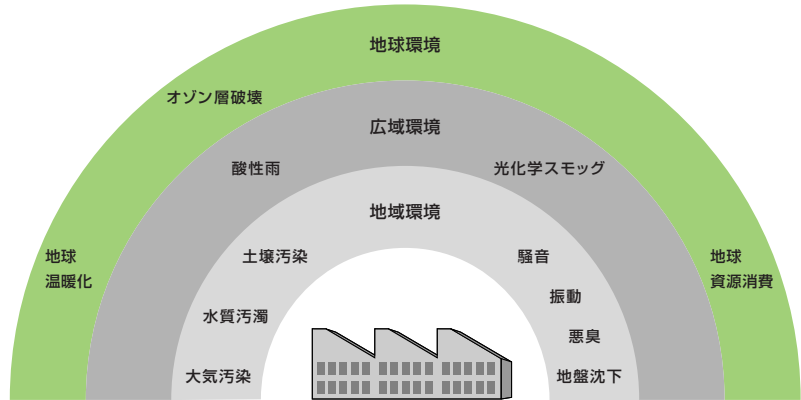 地球環境
オゾン層破壊
広域環境
酸性雨
光化学スモッグ
地域環境
土壌汚染
騒音
地球
温暖化
地球
資源消費
振動
水質汚濁
悪臭
大気汚染
地盤沈下